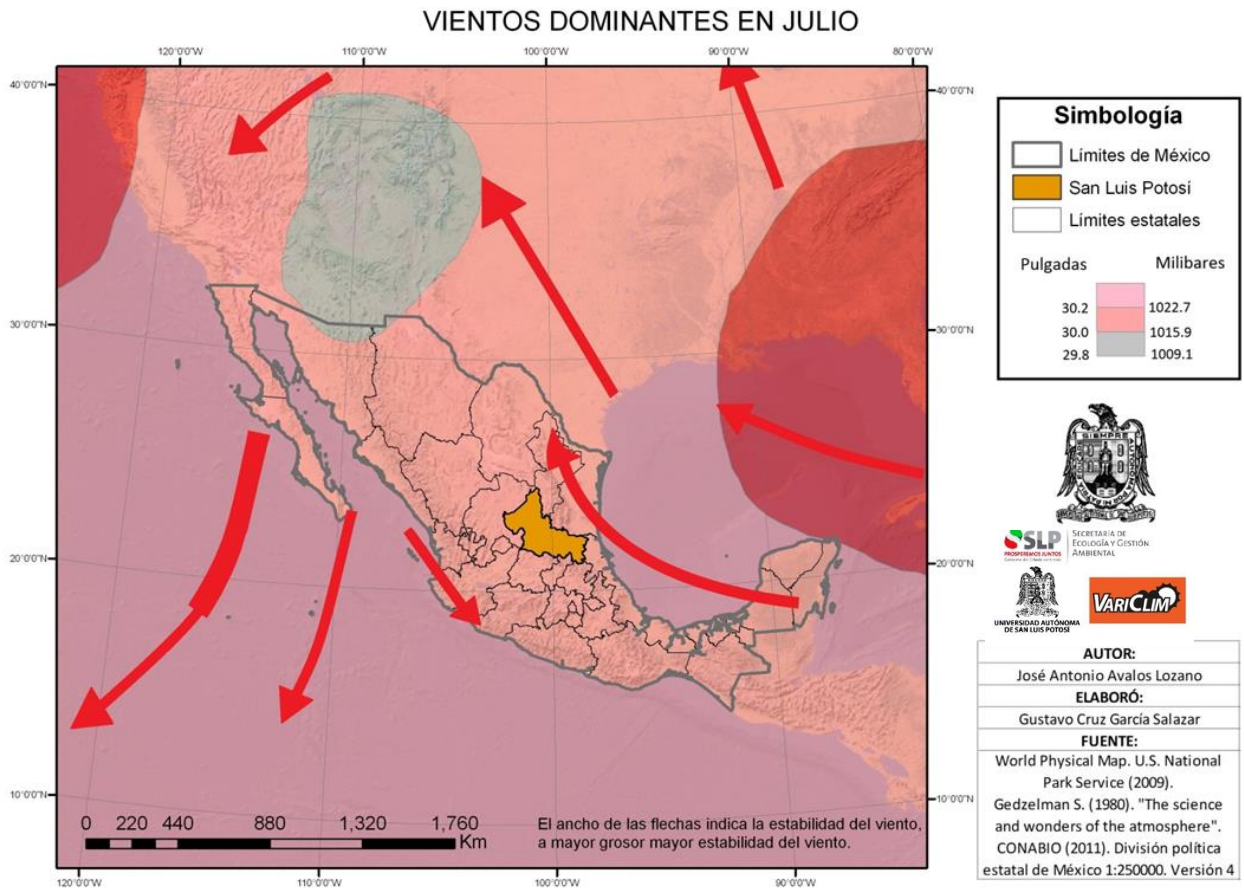 VIENTOS DOMINANTES EN JULIO
120°0'0"W 110°0'0"W 100°0'0"W 90°0'0"W 80°0'0"W
40°0'0"N 40°0'0"N
30°0'0"N 30°0'0"N
20°0'0"N 20°0'0"N
10°0'0"N 10°0'0"N
0 220 440 880 1,320 1,760
Km
El ancho de las flechas indica la estabilidad del viento,
a mayor grosor mayor estabilidad del viento.
120°0'0"W 110°0'0"W 100°0'0"W 90°0'0"W
Simbología
Límites de México
San Luis Potosí
Límites estatales
Pulgadas Milibares
30.2 1022.7
30.0 1015.9
29.8 1009.1
SIEMPRE
SLP
PROSPEREMOS JUNTOS
SECRETARÍA DE
ECOLOGÍA Y GESTIÓN
AMBIENTAL
UNIVERSIDAD AUTÓNOMA
DE SAN LUIS POTOSÍ
VARICLIM
AUTOR:
José Antonio Avalos Lozano
ELABORÓ:
Gustavo Cruz García Salazar
FUENTE:
World Physical Map. U.S. National
Park Service (2009).
Gedzelman S. (1980). "The science
and wonders of the atmosphere".
CONABIO (2011). División política
estatal de México 1:250000. Versión 4